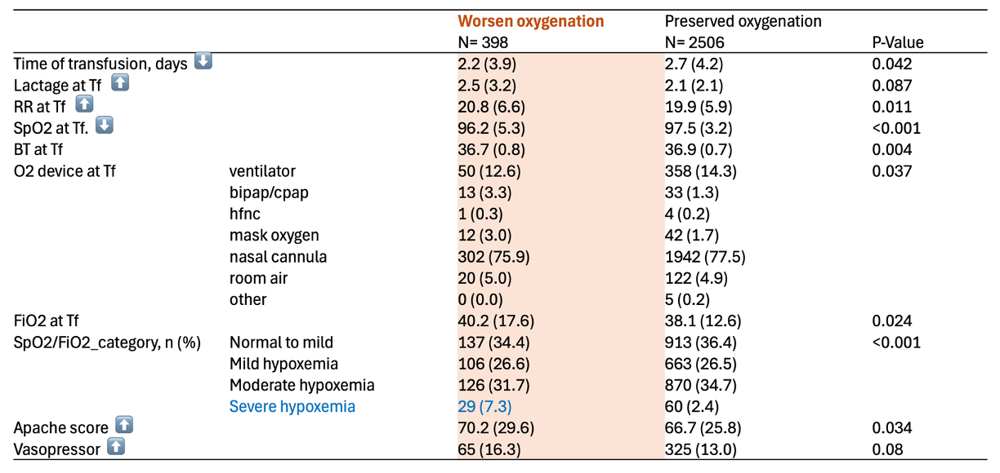 Worsen oxygenation Preserved oxygenation
N= 398 N= 2506 P-Value
Time of transfusion, days ⬇️ 2.2 (3.9) 2.7 (4.2) 0.042
Lactage at Tf ⬆️ 2.5 (3.2) 2.1 (2.1) 0.087
RR at Tf ⬆️ 20.8 (6.6) 19.9 (5.9) 0.011
SpO2 at Tf. ⬇️ 96.2 (5.3) 97.5 (3.2) <0.001
BT at Tf 36.7 (0.8) 36.9 (0.7) 0.004
O2 device at Tf ventilator 50 (12.6) 358 (14.3) 0.037
bipap/cpap 13 (3.3) 33 (1.3)
hfnc 1 (0.3) 4 (0.2)
mask oxygen 12 (3.0) 42 (1.7)
nasal cannula 302 (75.9) 1942 (77.5)
room air 20 (5.0) 122 (4.9)
other 0 (0.0) 5 (0.2)
FiO2 at Tf 40.2 (17.6) 38.1 (12.6) 0.024
SpO2/FiO2_category, n (%) Normal to mild 137 (34.4) 913 (36.4) <0.001
Mild hypoxemia 106 (26.6) 663 (26.5)
Moderate hypoxemia 126 (31.7) 870 (34.7)
Severe hypoxemia 29 (7.3) 60 (2.4)
Apache score ⬆️ 70.2 (29.6) 66.7 (25.8) 0.034
Vasopressor ⬆️ 65 (16.3) 325 (13.0) 0.08